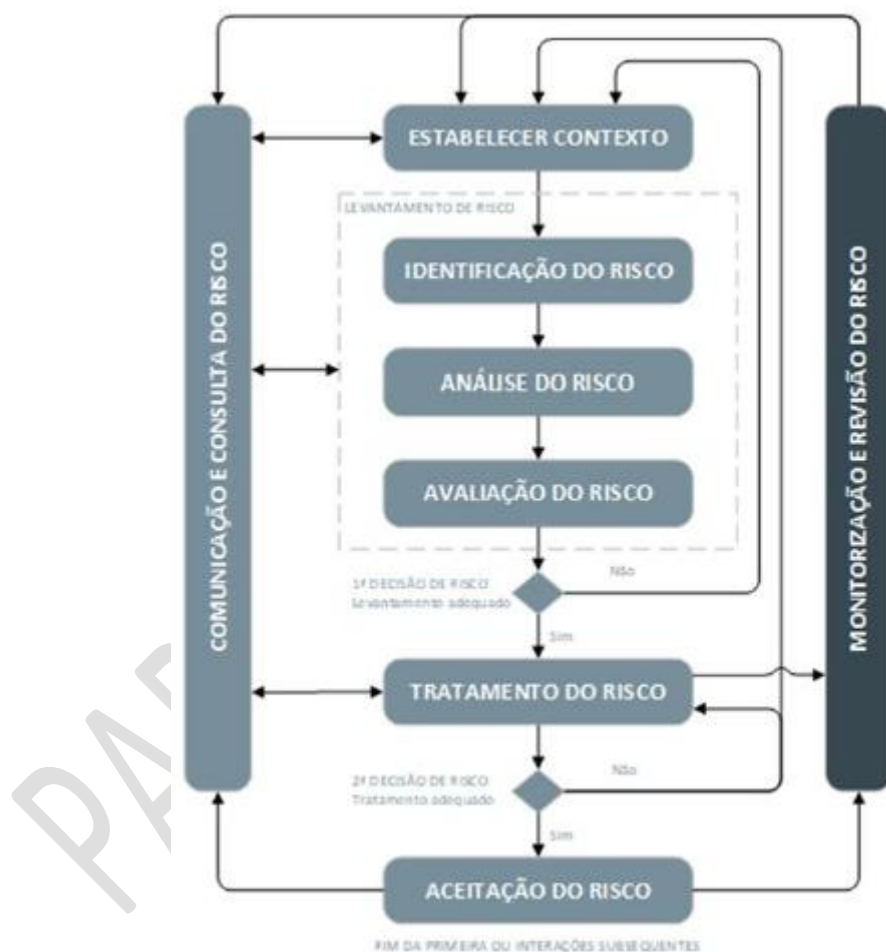 ESTABELECER CONTEXTO
LEVANTAMENTO DE RISCO
IDENTIFICAÇÃO DO RISCO
ANÁLISE DO RISCO
AVALIAÇÃO DO RISCO
1ª DECISÃO DE RISCO
Levantamento adequado
Não
Sim
TRATAMENTO DO RISCO
2ª DECISÃO DE RISCO
Tratamento adequado
Não
Sim
ACEITAÇÃO DO RISCO
FIM DA PRIMEIRA OU INTERAÇÕES SUBSEQUENTES
COMUNICAÇÃO E CONSULTA DO RISCO
MONITORIZAÇÃO E REVISÃO DO RISCO